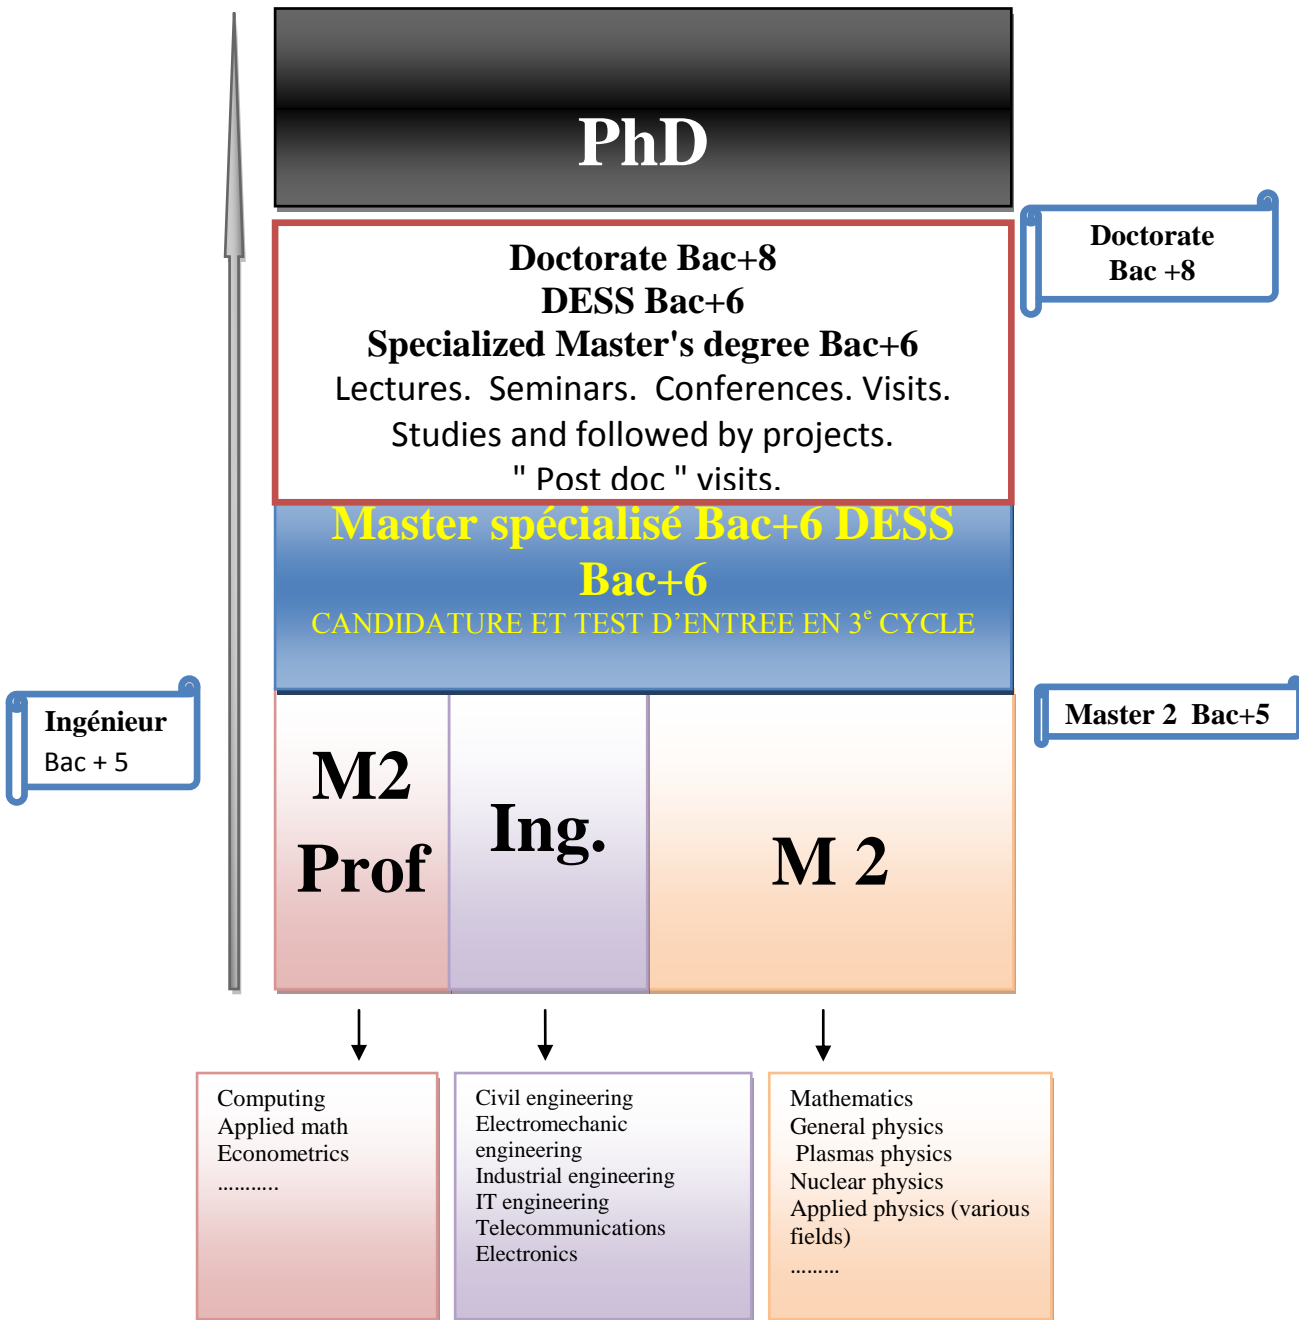 PhD
Doctorate
Bac +8
Doctorate Bac+8
DESS Bac+6
Specialized Master's degree Bac+6
Lectures.  Seminars.  Conferences. Visits.
Studies and followed by projects.
" Post doc " visits.
Master spécialisé Bac+6 DESS
Bac+6
CANDIDATURE ET TEST D’ENTREE EN 3e CYCLE
Ingénieur
Bac + 5
Master 2  Bac+5
M2
Prof
Ing.
M 2
Computing
Applied math
Econometrics
...........
Civil engineering
Electromechanic
engineering
Industrial engineering
IT engineering
Telecommunications
Electronics
Mathematics
General physics
Plasmas physics
Nuclear physics
Applied physics (various
fields)
.........